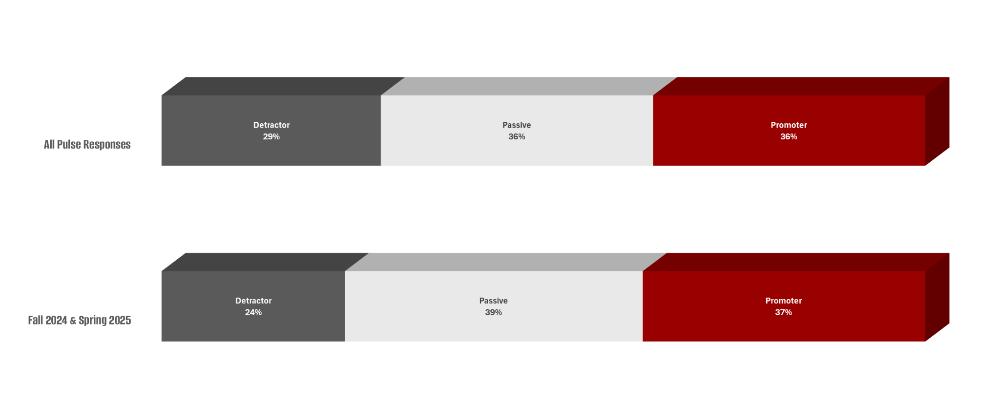 Detractor
29%
Passive
36%
Promoter
36%
All Pulse Responses
Detractor
24%
Passive
39%
Promoter
37%
Fall 2024 & Spring 2025